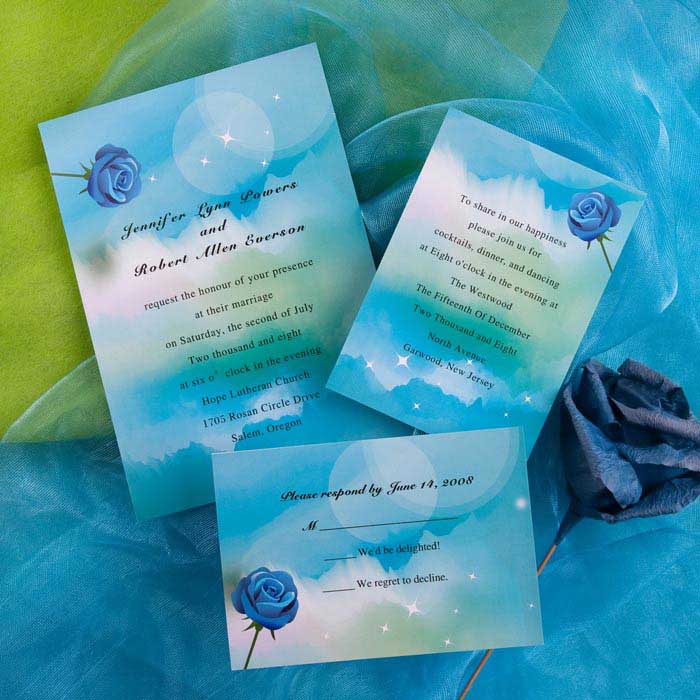 Jennifer Lynn Powers
and
Robert Allen Everson
request the honour of your presence
at their marriage
on Saturday, the second of July
Two thousand and eight
at six o' clock in the evening
Hope Lutheran Church
1705 Rosan Circle Drive
Salem, Oregon
To share in our happiness
please join us for
cocktails, dinner, and dancing
at Eight o'clock in the evening at
The Westwood
The Fifteenth Of December
Two Thousand and Eight
North Avenue
Garwood, New Jersey
Please respond by June 14, 2008
M
We'd be delighted!
We regret to decline.